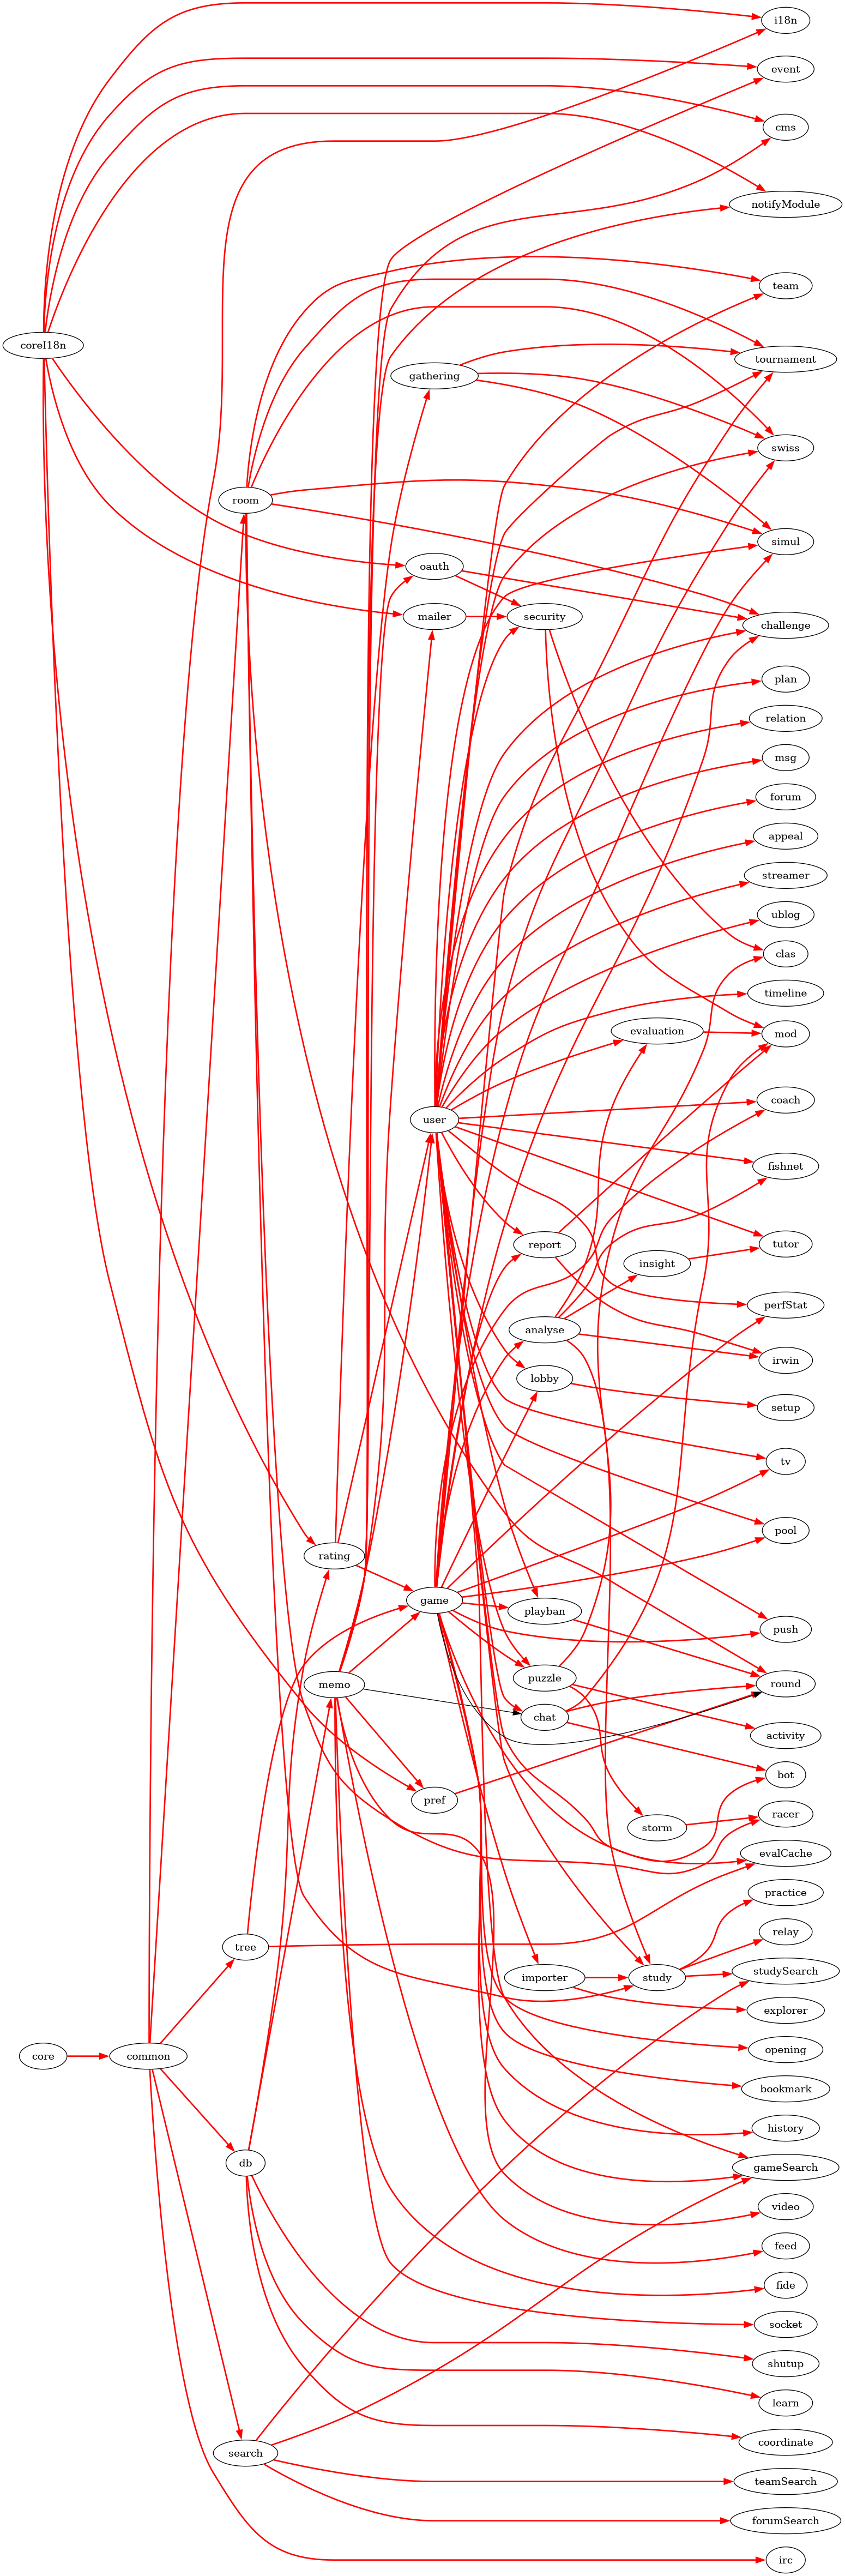 i18n
event
cms
notifyModule
team
coreI18n
tournament
gathering
swiss
room
simul
oauth
mailer
security
challenge
plan
relation
msg
forum
appeal
streamer
ublog
clas
timeline
evaluation
mod
coach
user
fishnet
report
tutor
insight
perfStat
analyse
irwin
lobby
setup
tv
pool
rating
game
playban
push
puzzle
memo
round
chat
activity
bot
pref
racer
storm
evalCache
practice
relay
tree
studySearch
importer
study
explorer
opening
core
common
bookmark
history
db
gameSearch
video
feed
fide
socket
shutup
learn
coordinate
search
teamSearch
forumSearch
irc